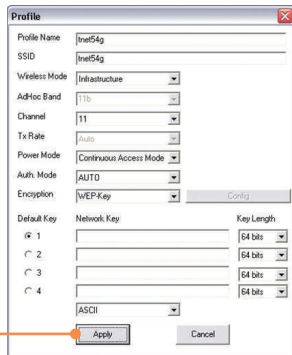 Profile
Profile Name tnet54g
SSID tnet54g
Wireless Mode Infrastructure
AdHoc Band 11b
Channel 11
Tx Rate Auto
Power Mode Continuous Access Mode
Auth. Mode AUTO
Encryption WEP-Key Config
Default Key Network Key Key Length
1 64 bits
2 64 bits
3 64 bits
4 64 bits
ASCII
Apply Cancel